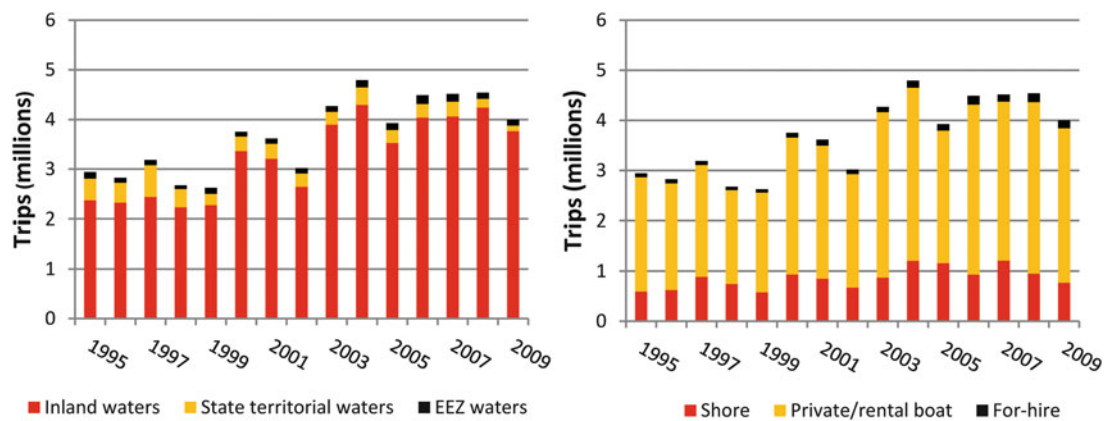 Trips (millions)
6
5
4
3
2
1
0
1995 1997 1999 2001 2003 2005 2007 2009
Inland waters State territorial waters EEZ waters
Trips (millions)
6
5
4
3
2
1
0
1995 1997 1999 2001 2003 2005 2007 2009
Shore Private/rental boat For-hire